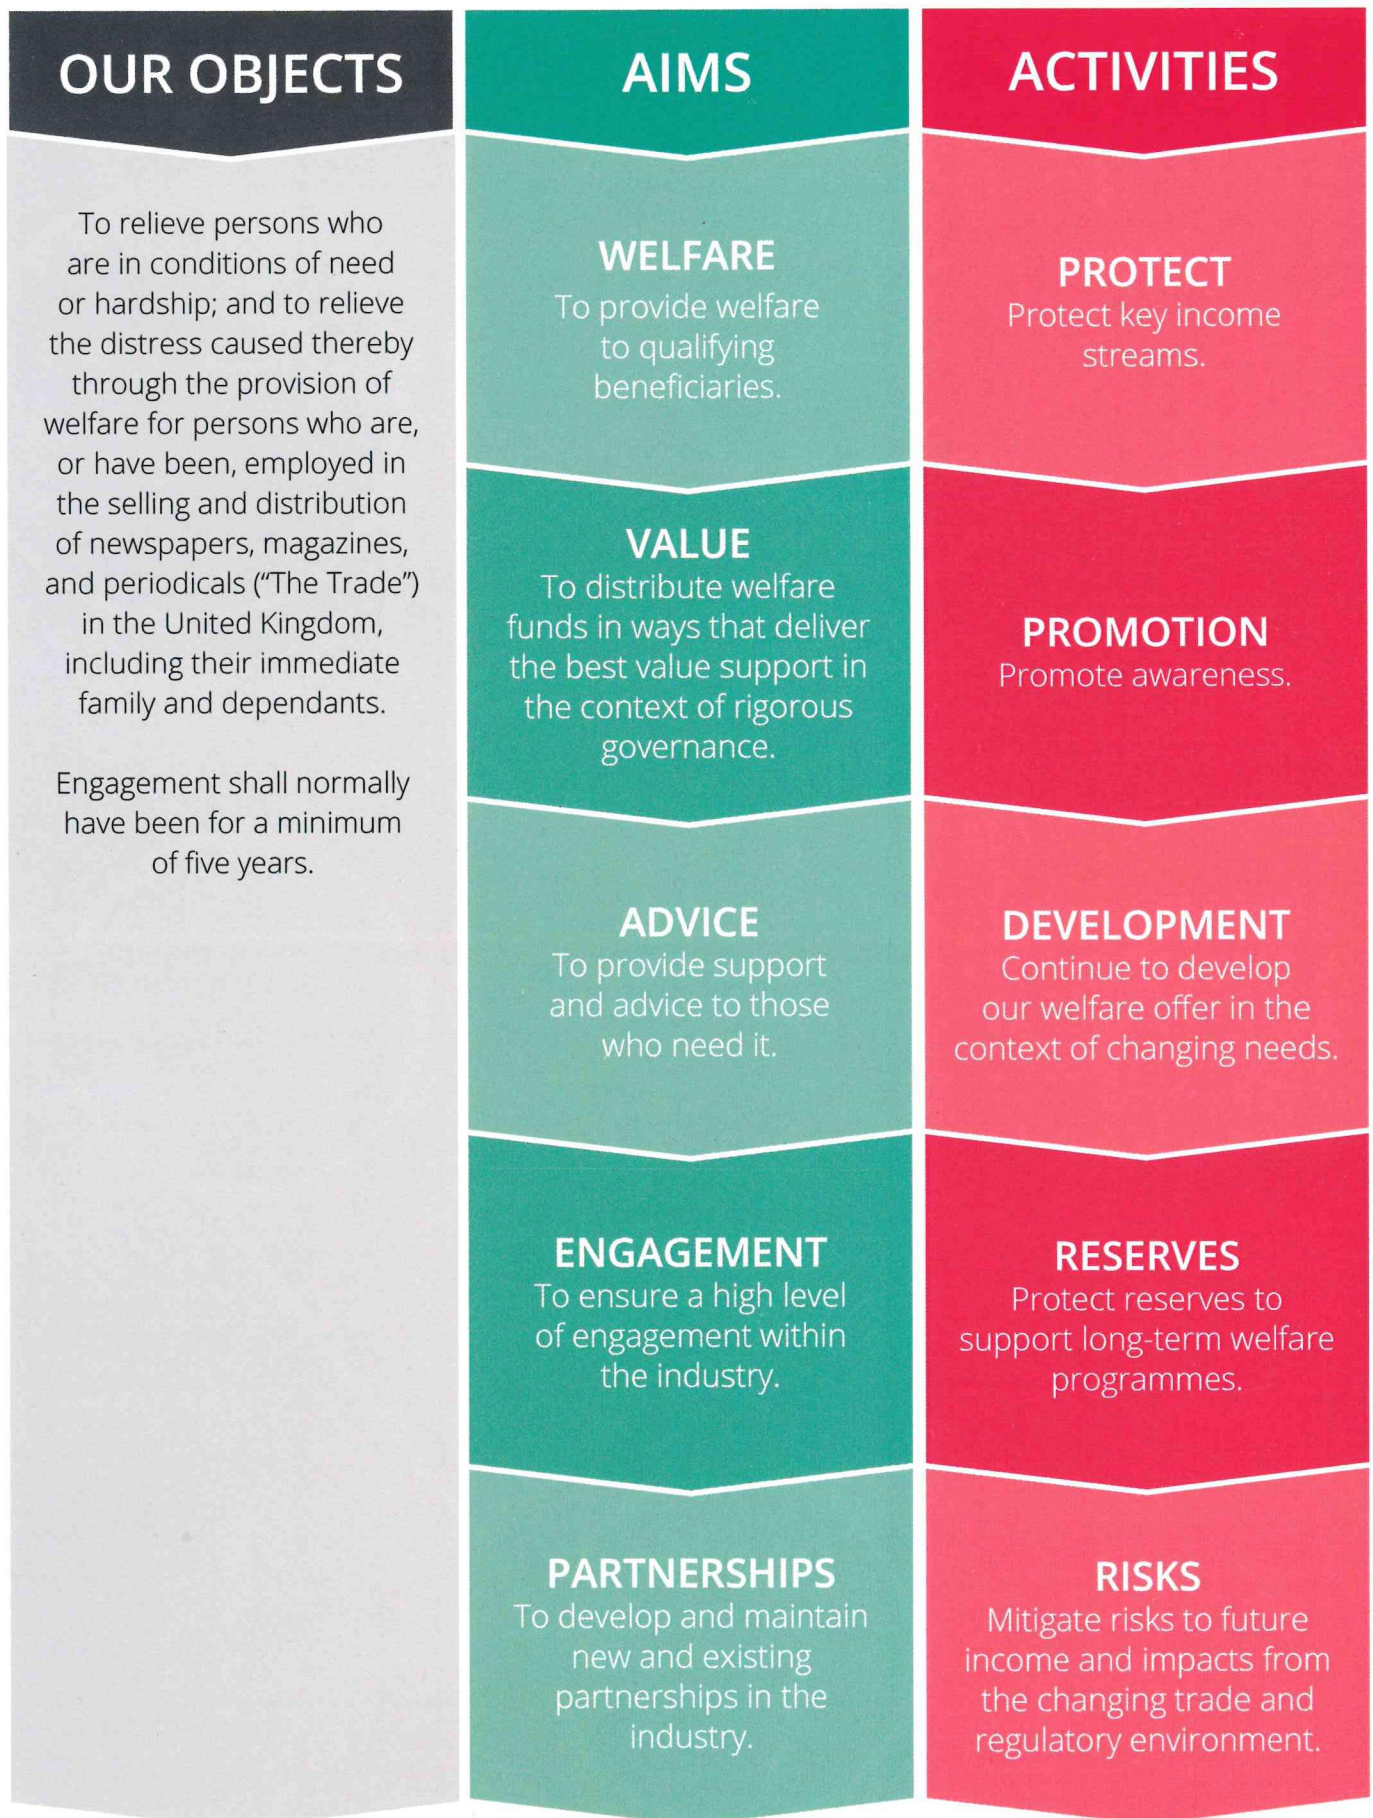 OUR OBJECTS
To relieve persons who
are in conditions of need
or hardship; and to relieve
the distress caused thereby
through the provision of
welfare for persons who are,
or have been, employed in
the selling and distribution
of newspapers, magazines,
and periodicals (“The Trade”)
in the United Kingdom,
including their immediate
family and dependants.
Engagement shall normally
have been for a minimum
of five years.
AIMS
WELFARE
To provide welfare
to qualifying
beneficiaries.
VALUE
To distribute welfare
funds in ways that deliver
the best value support in
the context of rigorous
governance.
ADVICE
To provide support
and advice to those
who need it.
ENGAGEMENT
To ensure a high level
of engagement within
the industry.
PARTNERSHIPS
To develop and maintain
new and existing
partnerships in the
industry.
ACTIVITIES
PROTECT
Protect key income
streams.
PROMOTION
Promote awareness.
DEVELOPMENT
Continue to develop
our welfare offer in the
context of changing needs.
RESERVES
Protect reserves to
support long-term welfare
programmes.
RISKS
Mitigate risks to future
income and impacts from
the changing trade and
regulatory environment.